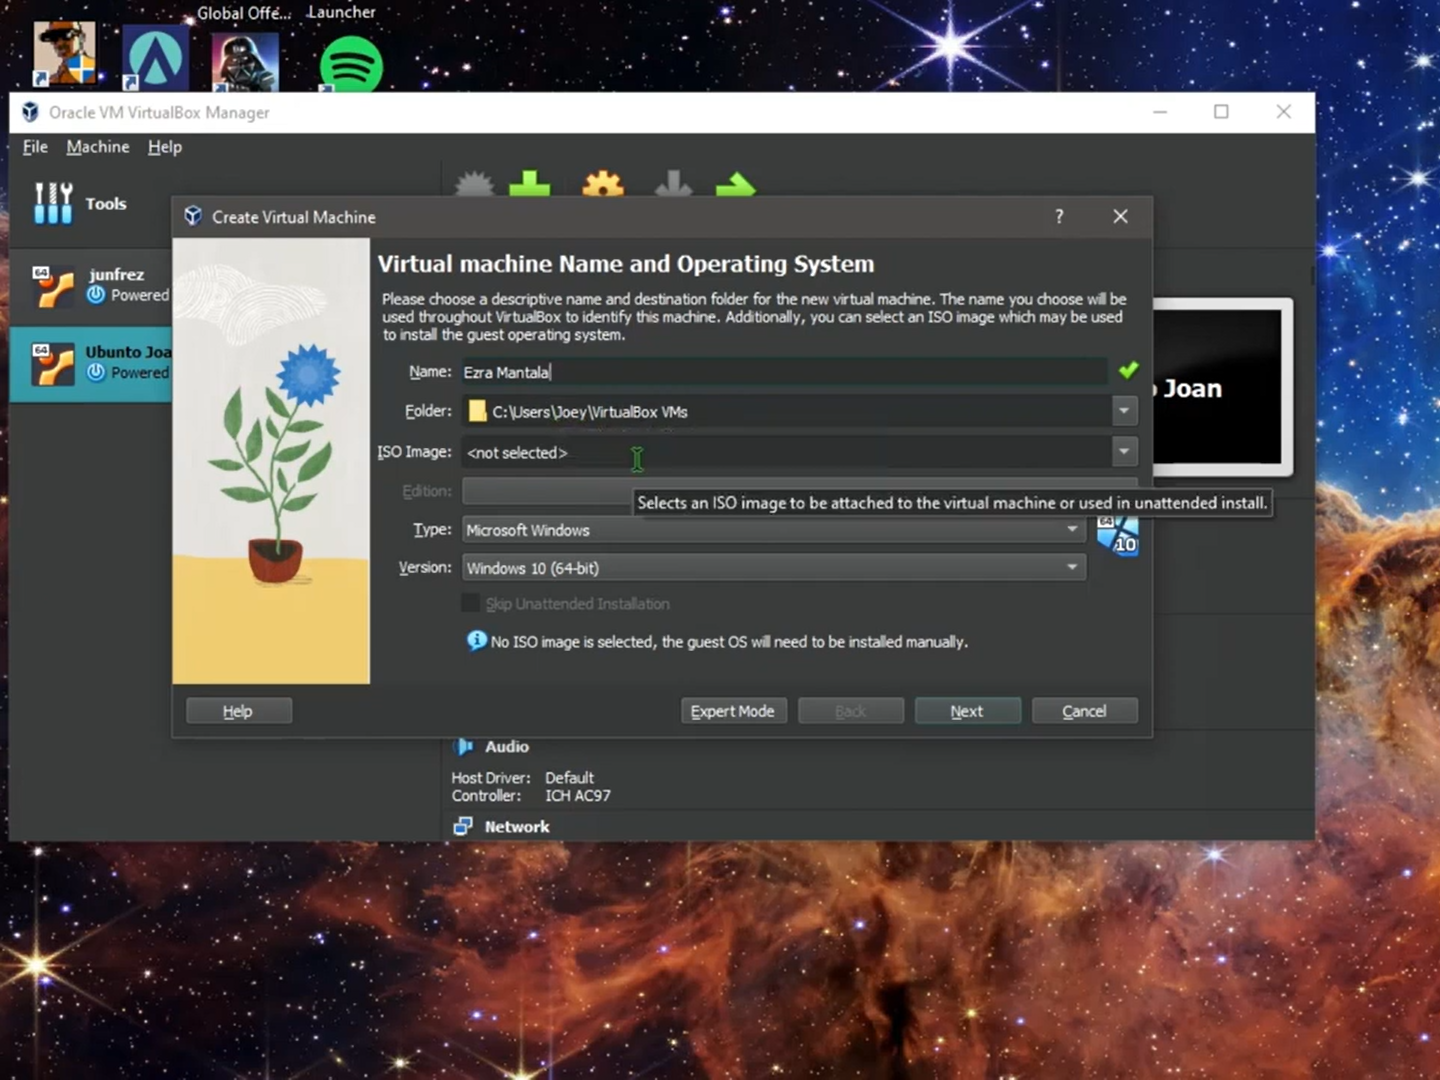 Global Offe... Launcher
Oracle VM VirtualBox Manager
File Machine Help
Tools
Create Virtual Machine ?
64 junfrez
Powered
64 Ubunto Joa
Powered
Virtual machine Name and Operating System
Please choose a descriptive name and destination folder for the new virtual machine. The name you choose will be
used throughout VirtualBox to identify this machine. Additionally, you can select an ISO image which may be used
to install the guest operating system.
Name: Ezra Mantala
Folder: C:\Users\Joey\VirtualBox VMs
Joan
ISO Image: <not selected>
Edition:
Selects an ISO image to be attached to the virtual machine or used in unattended install.
Type: Microsoft Windows
64
10
Version: Windows 10 (64-bit)
Skip Unattended Installation
No ISO image is selected, the guest OS will need to be installed manually.
Help Expert Mode Back Next Cancel
Audio
Host Driver: Default
Controller: ICH AC97
Network